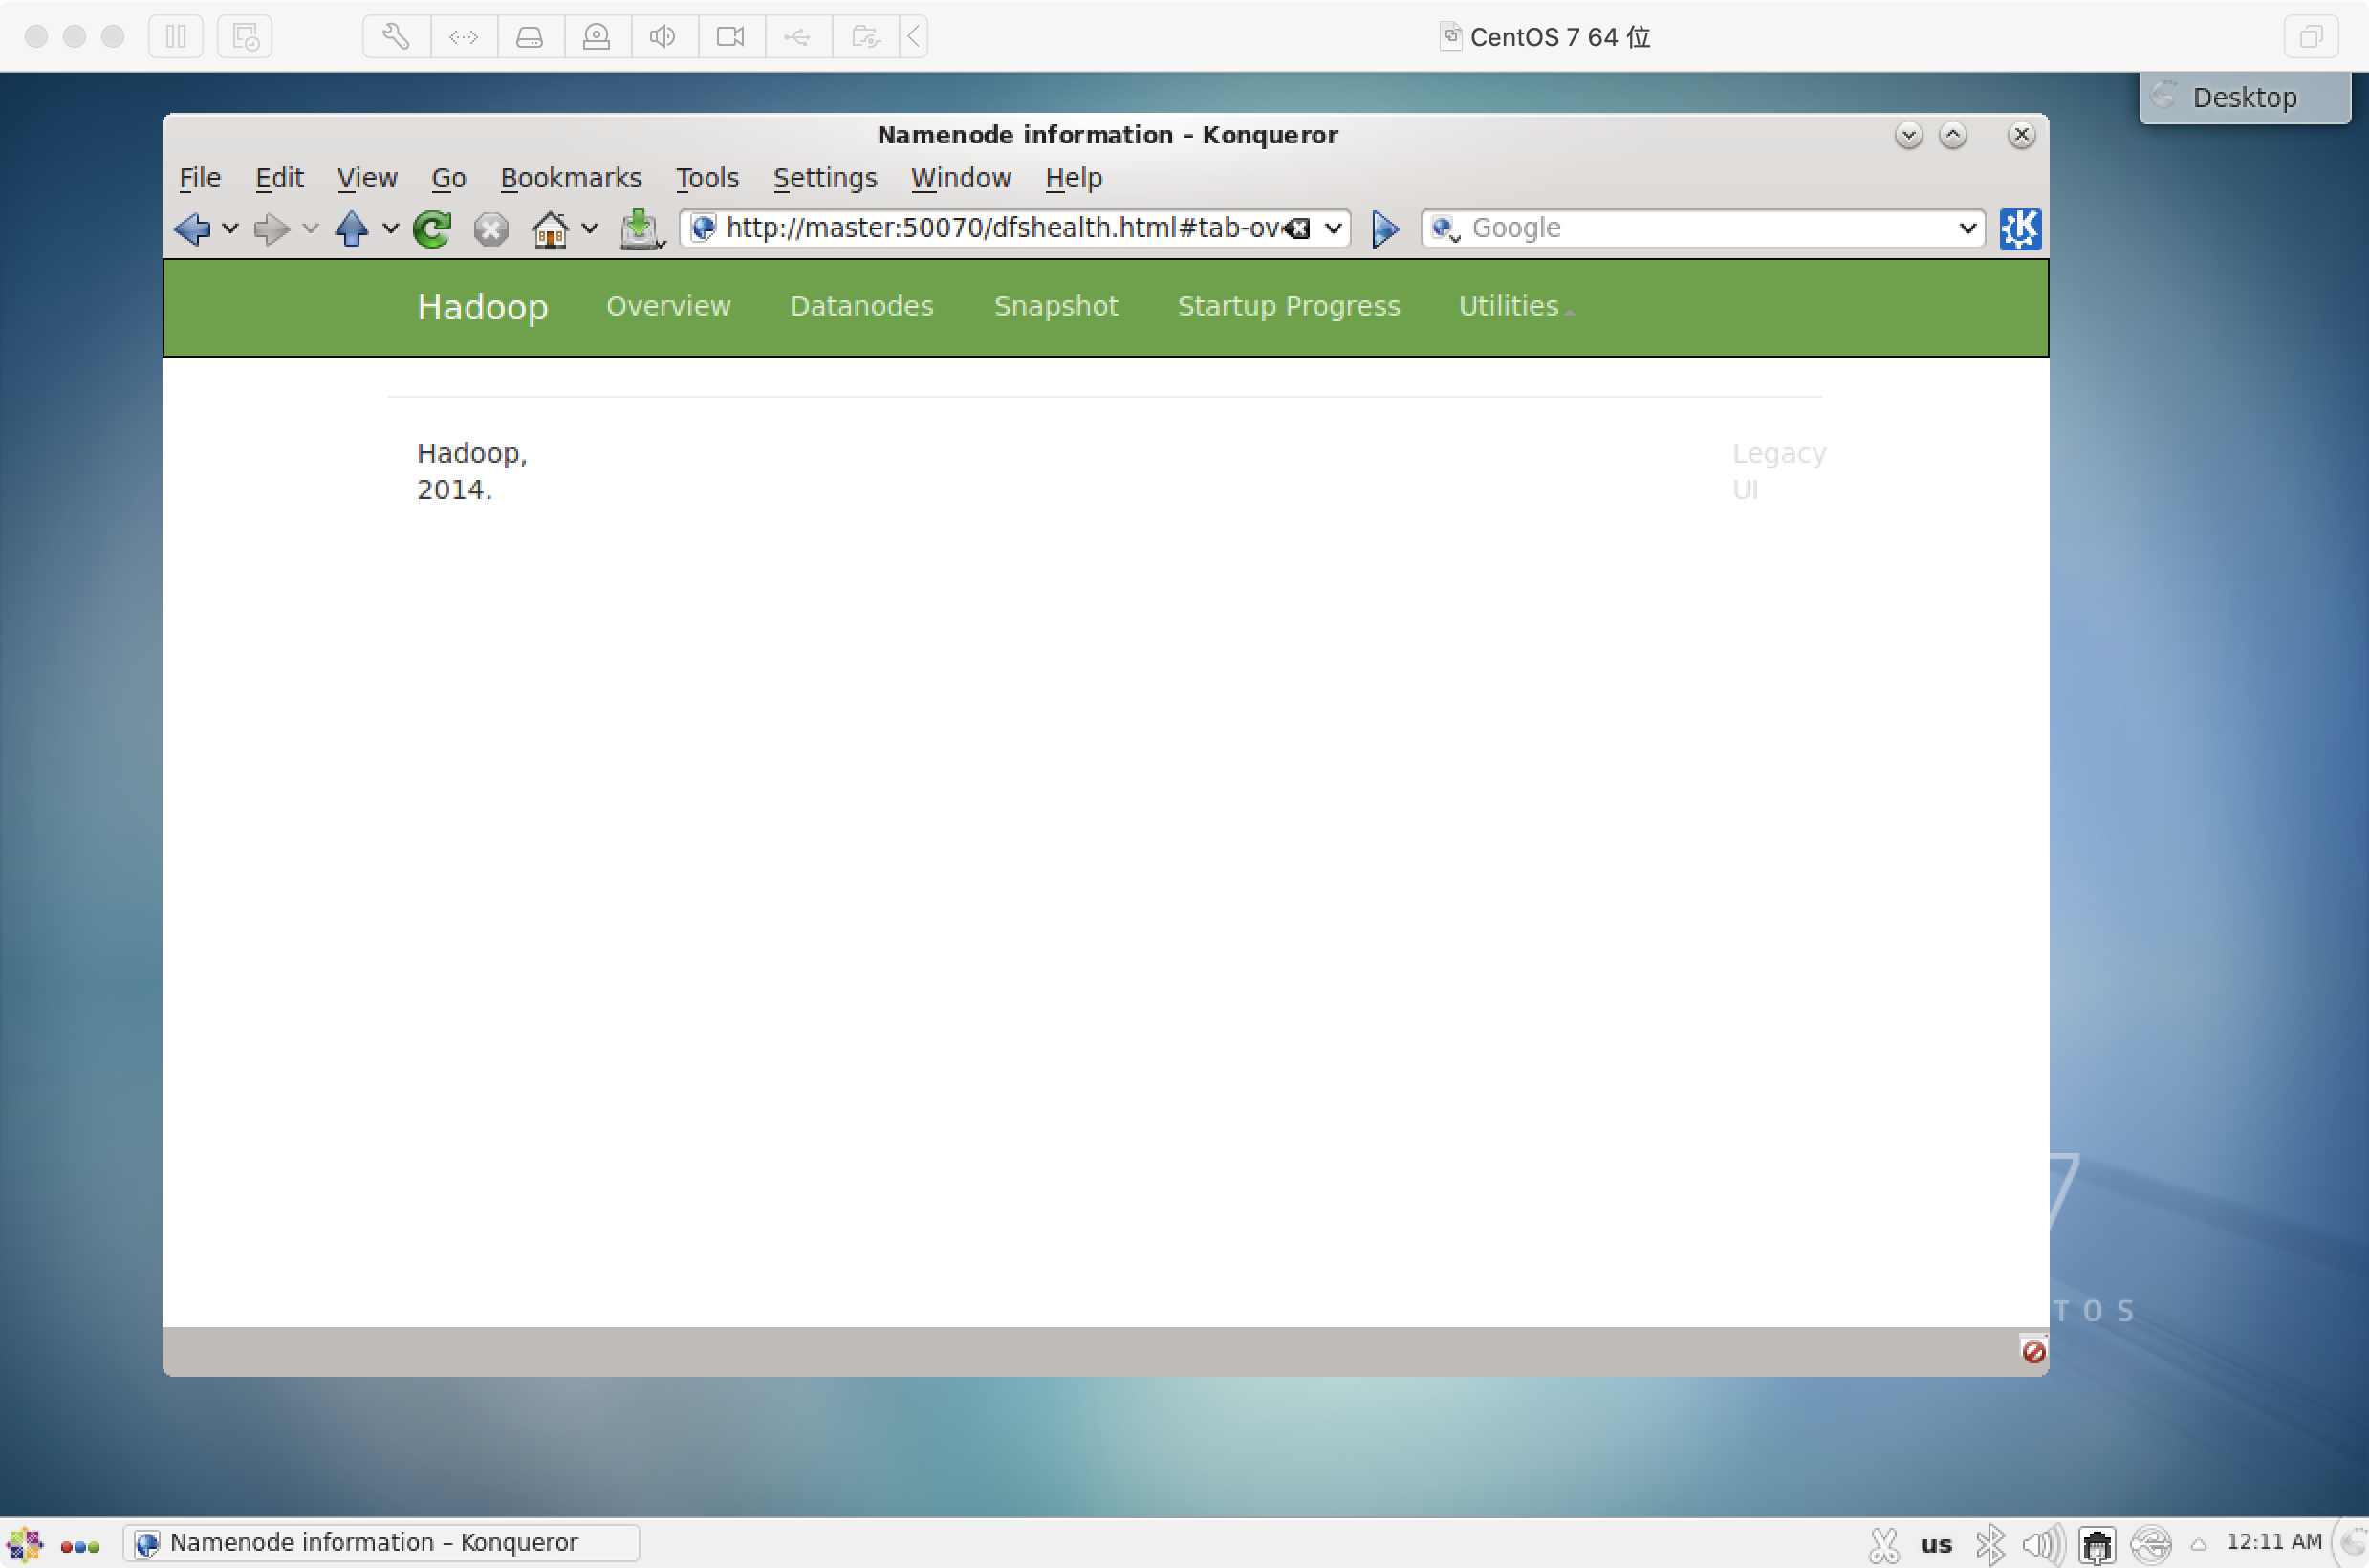 CentOS 7 64 位
Desktop
Namenode information – Konqueror
File Edit View Go Bookmarks Tools Settings Window Help
http://master:50070/dfshealth.html#tab-ov
Google
Hadoop Overview Datanodes Snapshot Startup Progress Utilities
Hadoop,
2014.
Legacy
UI
7
TOS
Namenode information – Konqueror
us
12:11 AM